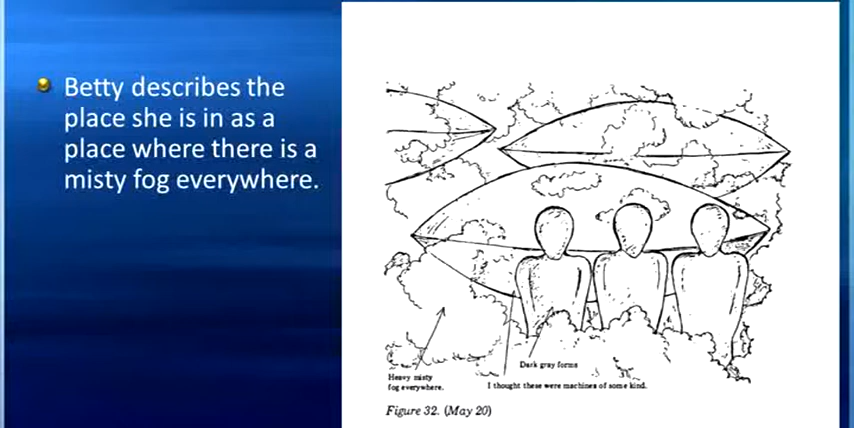 Betty describes the
place she is in as a
place where there is a
misty fog everywhere.
Dark gray forms
Heavy misty
fog everywhere.
I thought these were machines of some kind.
Figure 32. (May 20)